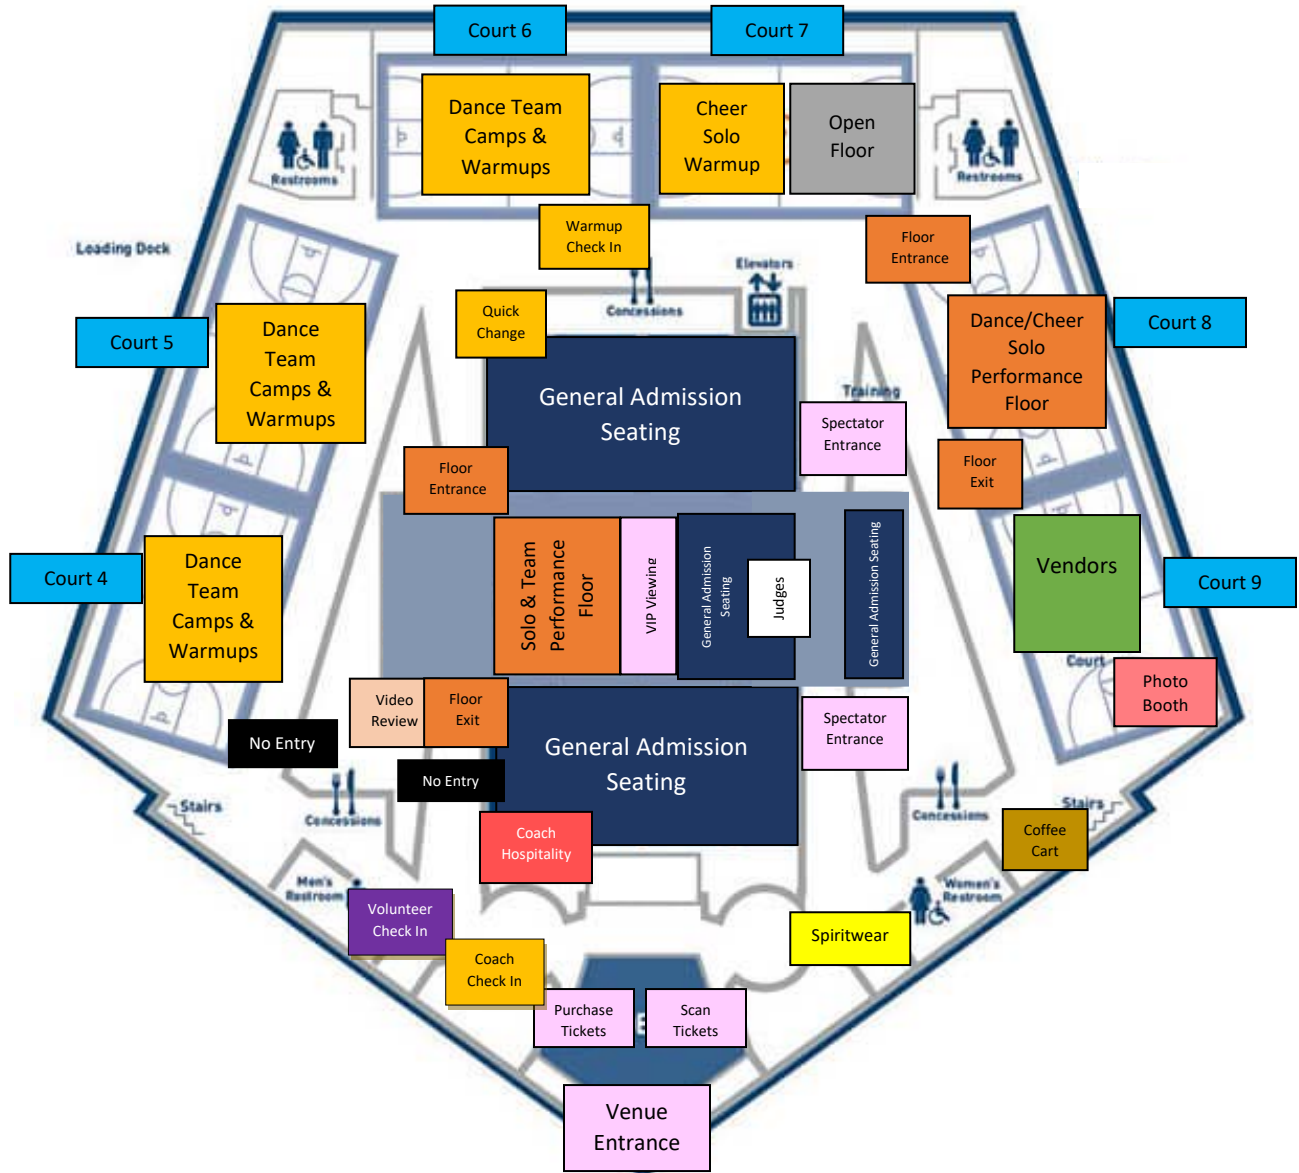 Court 6
Court 7
Dance Team
Camps &
Warmups
Cheer
Solo
Warmup
Open
Floor
Restrooms
Restrooms
Warmup
Check In
Floor
Entrance
Loading Dock
Elevators
Concessions
Quick
Change
Court 5
Dance
Team
Camps &
Warmups
Dance/Cheer
Solo
Performance
Floor
Court 8
General Admission
Seating
Training
Spectator
Entrance
Floor
Entrance
Floor
Exit
Court 4
Dance
Team
Camps &
Warmups
Solo & Team
Performance
Floor
VIP Viewing
General Admission
Seating
Judges
General Admission Seating
Vendors
Court 9
Court
Photo
Booth
Video
Review
Floor
Exit
No Entry
General Admission
Seating
Spectator
Entrance
No Entry
Stairs
Concessions
Concessions
Stairs
Coach
Hospitality
Coffee
Cart
Men's
Restroom
Women's
Restroom
Volunteer
Check In
Spiritwear
Coach
Check In
Purchase
Tickets
Scan
Tickets
Venue
Entrance